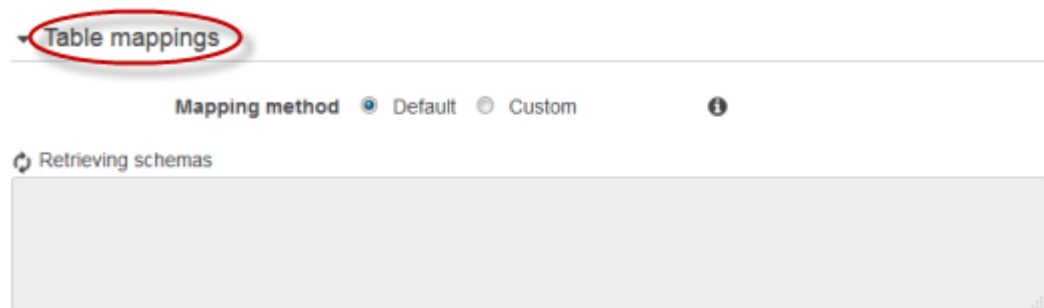 Table mappings
Mapping method Default Custom
Retrieving schemas